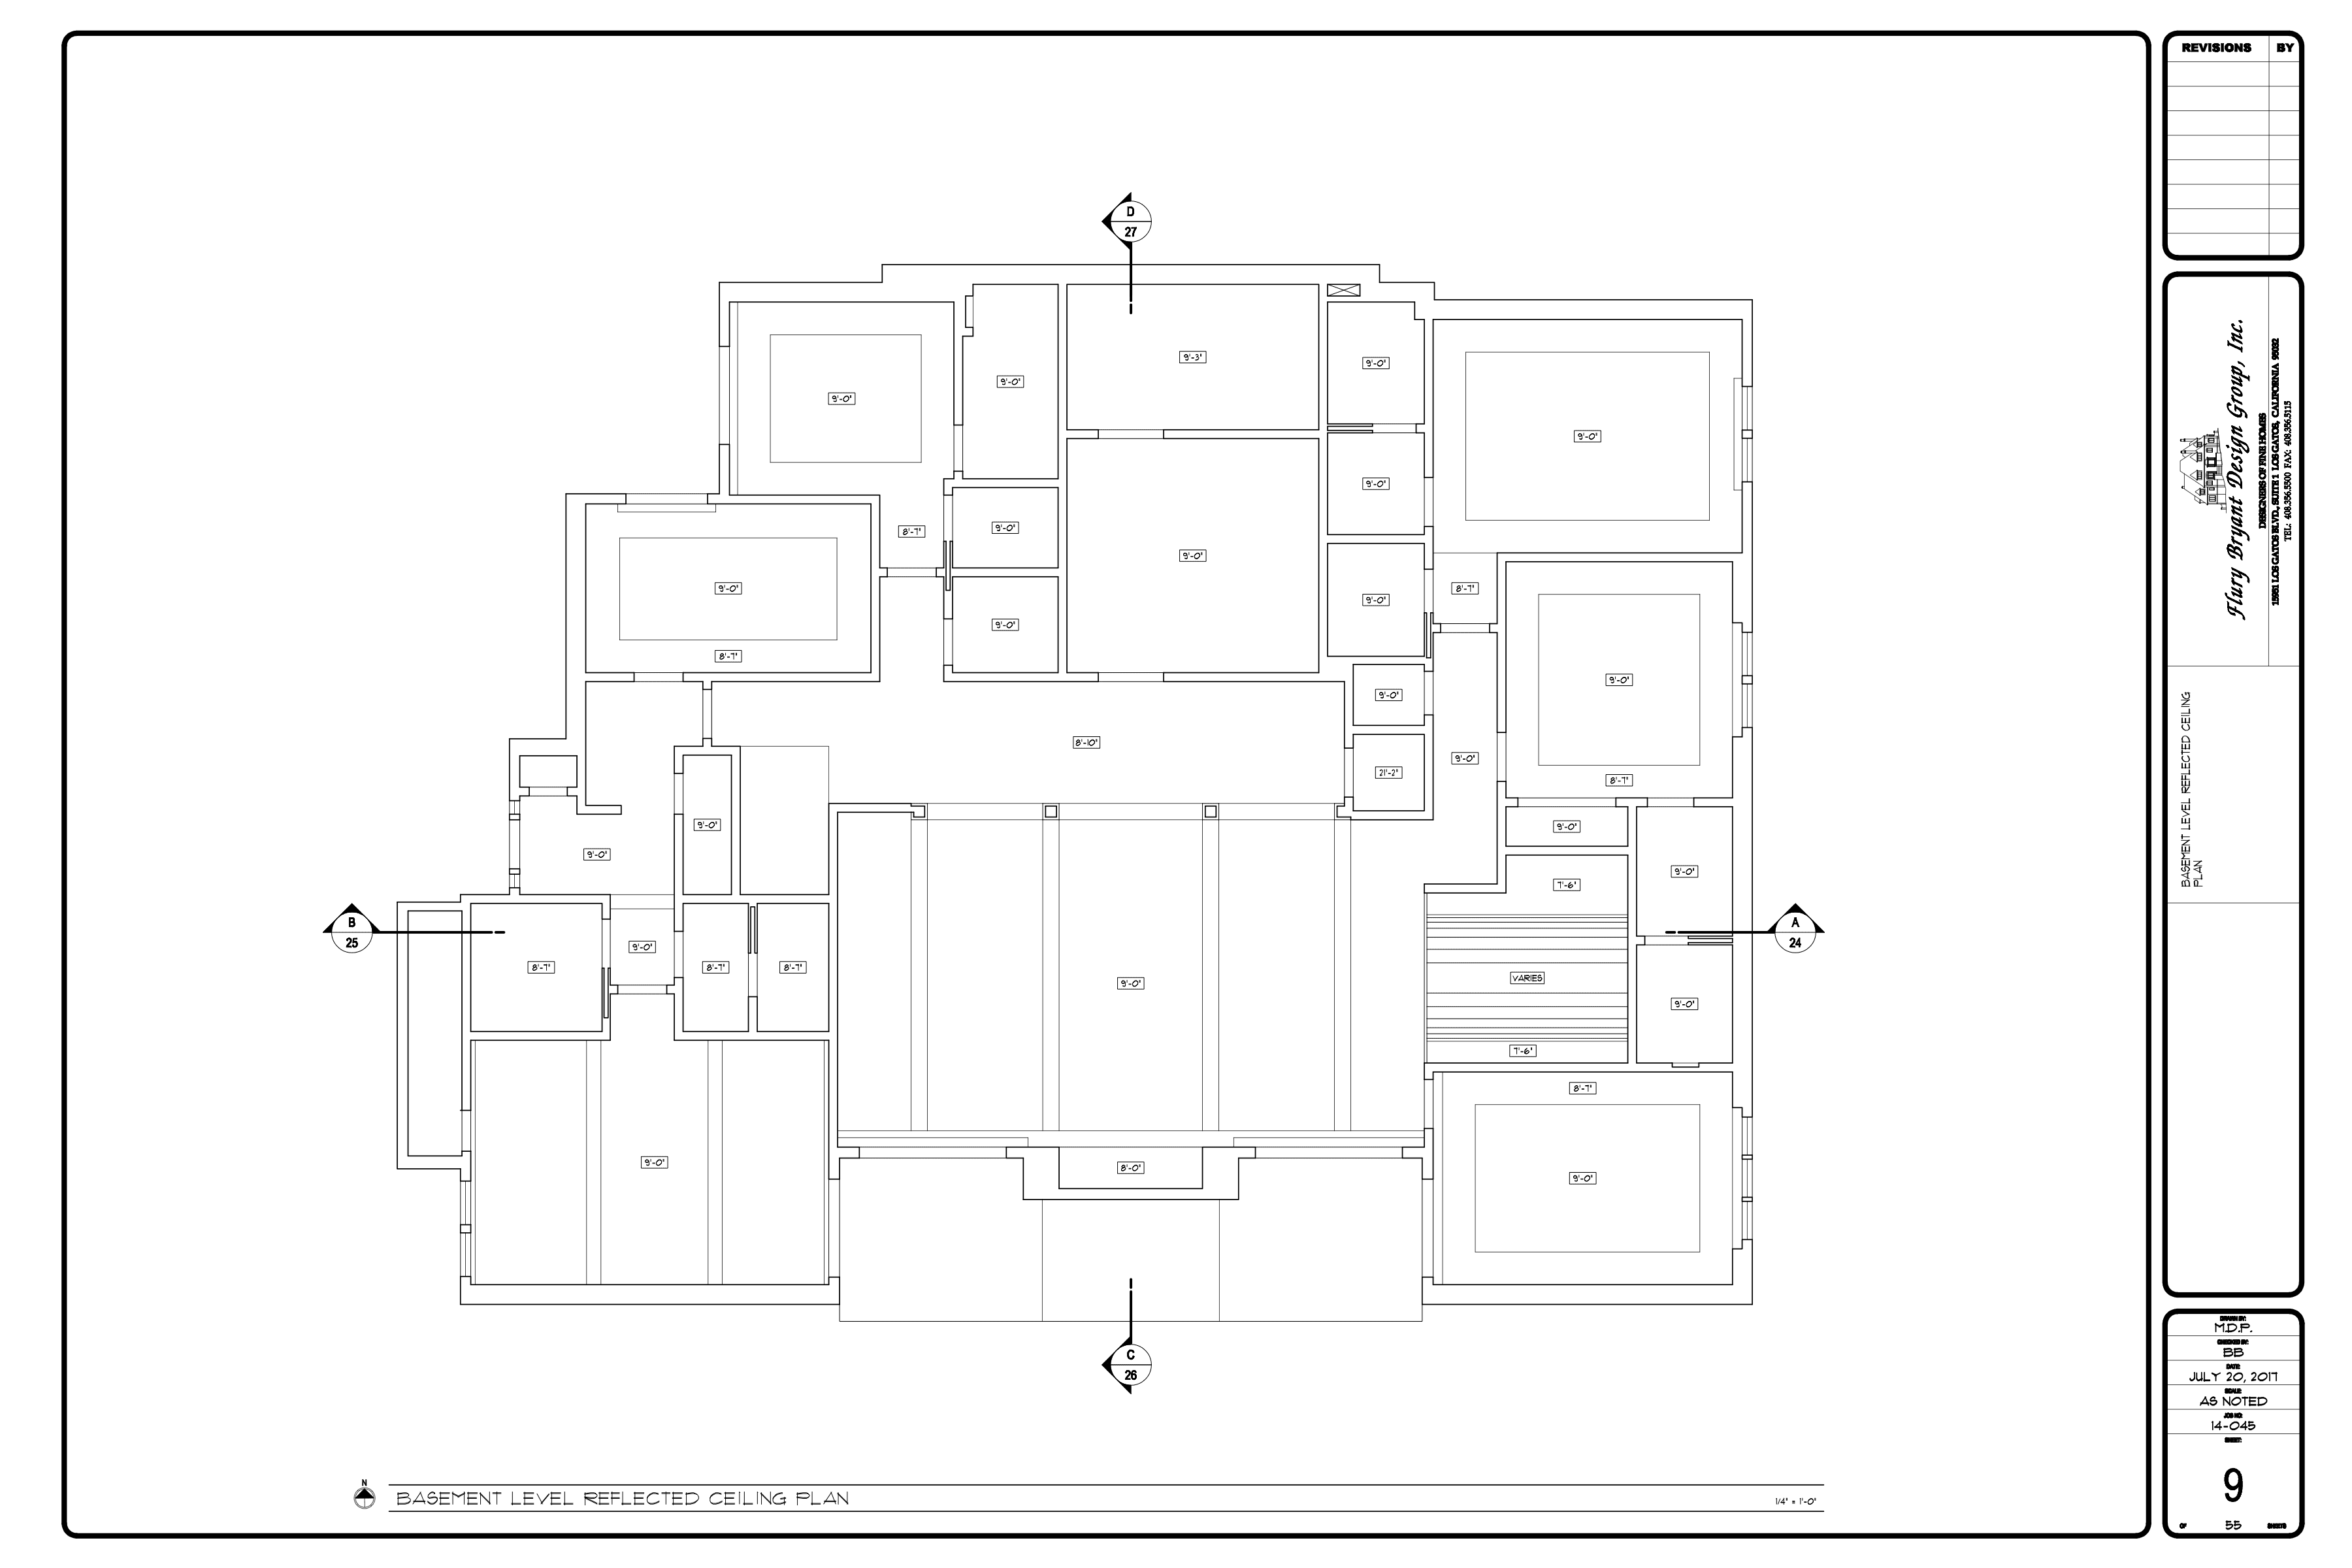 REVISIONS BY
D
27
9'-3"
9'-0"
9'-0"
9'-0"
9'-0"
9'-0"
9'-0"
8'-7"
9'-0"
9'-0"
9'-0"
8'-7"
9'-0"
9'-0"
8'-7"
9'-0"
9'-0"
8'-10"
9'-0"
21'-2"
8'-7"
9'-0"
9'-0"
9'-0"
9'-0"
7'-6"
B
25
A
24
9'-0"
8'-7"
8'-7"
8'-7"
VARIES
9'-0"
9'-0"
7'-6"
8'-7"
9'-0"
8'-0"
9'-0"
C
26
N
BASEMENT LEVEL REFLECTED CEILING PLAN
1/4" = 1'-0"
Flury Bryant Design Group, Inc.
DESIGNERS OF FINE HOMES
15951 LOS GATOS BLVD., SUITE 1 LOS GATOS, CALIFORNIA 95032
TEL: 408.356.5500 FAX: 408.356.5115
BASEMENT LEVEL REFLECTED CEILING
PLAN
DRAWN BY:
M.D.P.
CHECKED BY:
BB
DATE:
JULY 20, 2017
SCALE:
AS NOTED
JOB NO:
14-045
SHEET:
9
OF 55 SHEETS